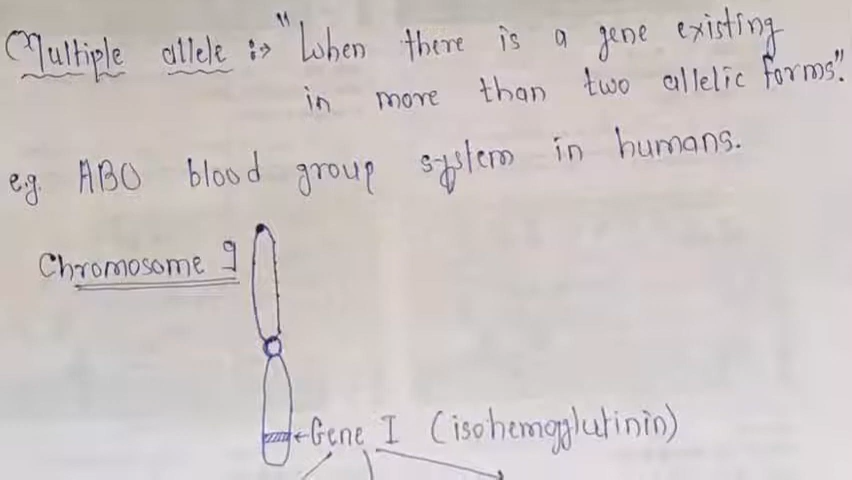 Multiple allele :→ "When there is a gene existing
in more than two allelic forms".
e.g. ABO blood group system in humans.
Chromosome 9
←Gene I (isohemogglutinin)